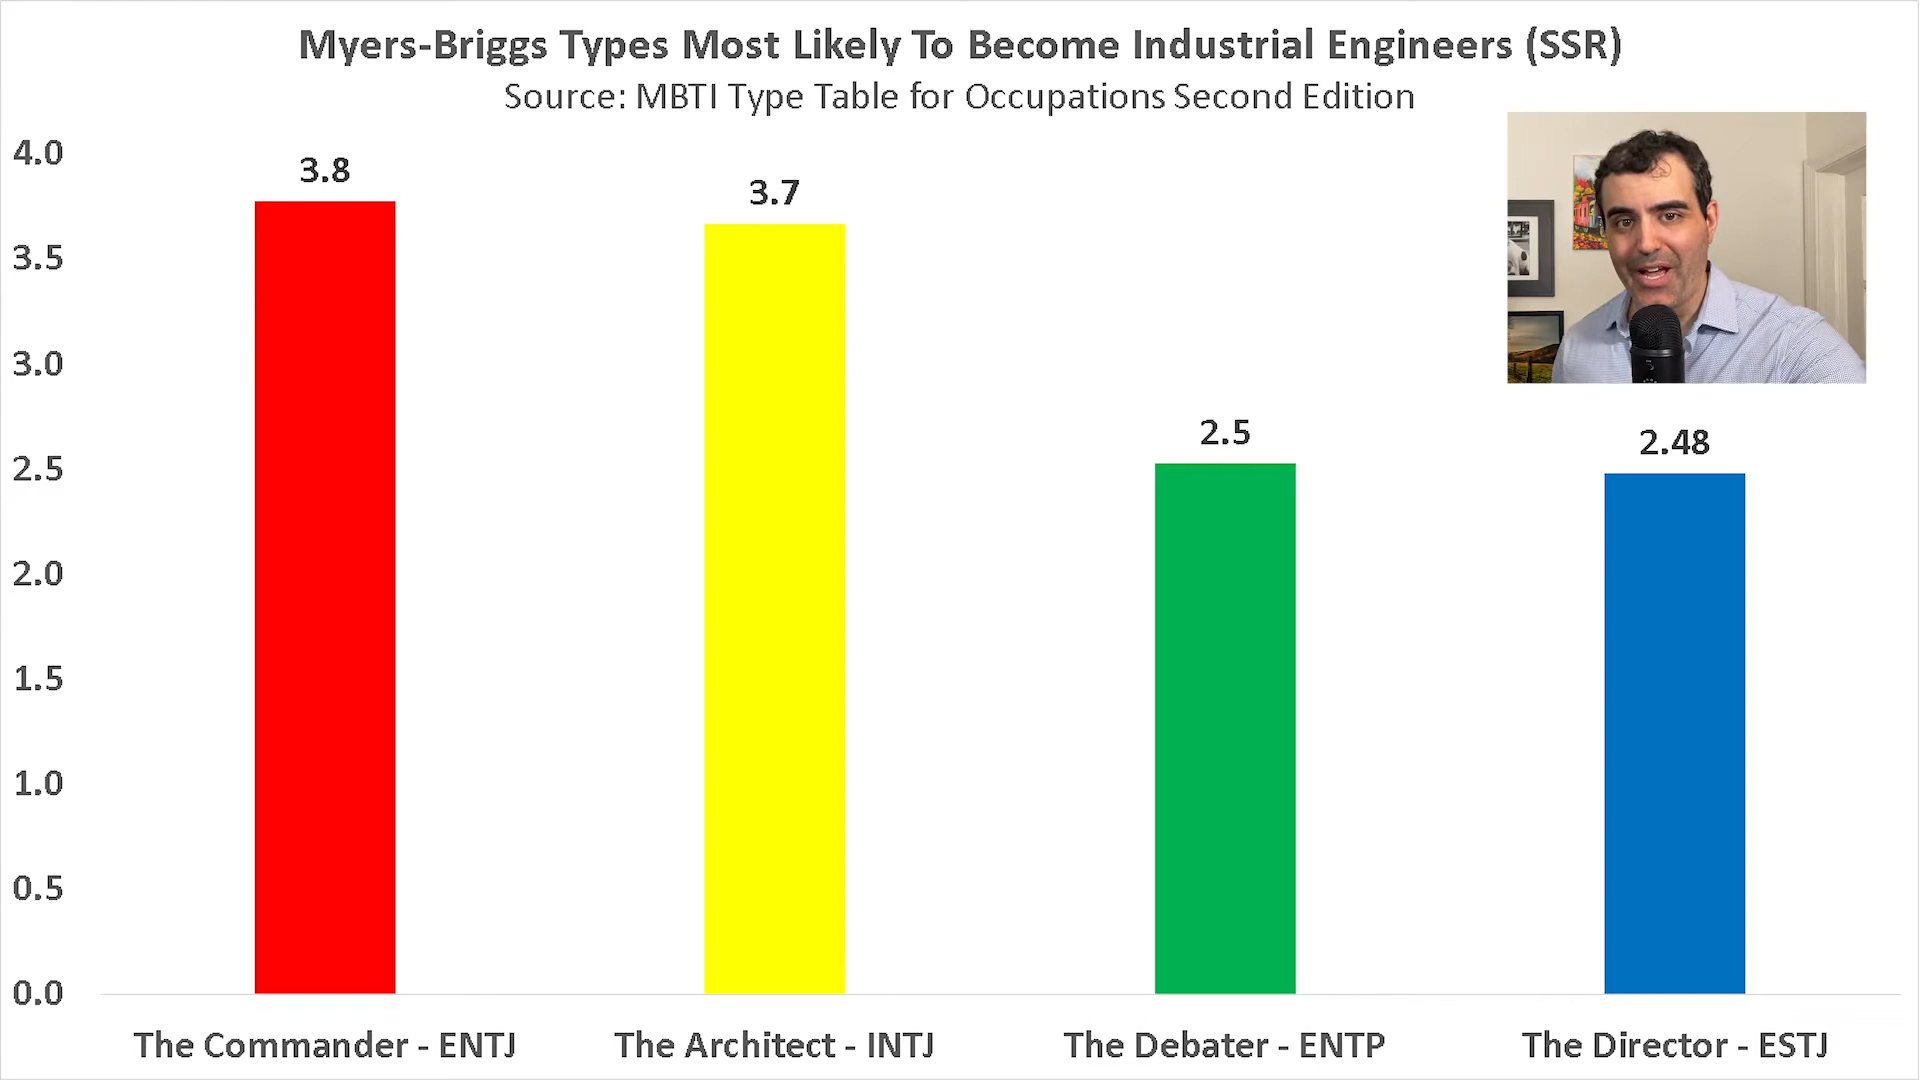 Myers-Briggs Types Most Likely To Become Industrial Engineers (SSR)
Source: MBTI Type Table for Occupations Second Edition
4.0
3.5
3.0
2.5
2.0
1.5
1.0
0.5
0.0
3.8
3.7
2.5
2.48
The Commander - ENTJ
The Architect - INTJ
The Debater - ENTP
The Director - ESTJ